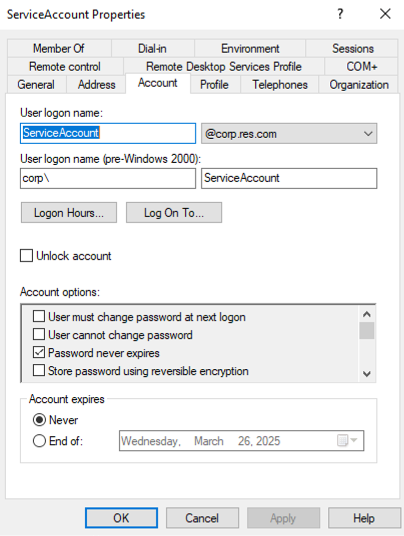 ServiceAccount Properties
Member Of Dial-in Environment Sessions
Remote control Remote Desktop Services Profile COM+
General Address Account Profile Telephones Organization
User logon name:
ServiceAccount @corp.res.com
User logon name (pre-Windows 2000):
corp\ ServiceAccount
Logon Hours... Log On To...
Unlock account
Account options:
User must change password at next logon
User cannot change password
Password never expires
Store password using reversible encryption
Account expires
Never
End of: Wednesday, March 26, 2025
OK Cancel Apply Help